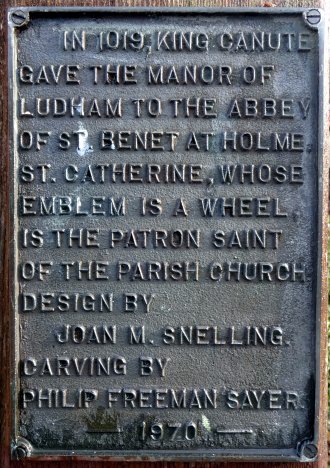 IN 1019, KING CANUTE
GAVE THE MANOR OF
LUDHAM TO THE ABBEY
OF ST. BENET AT HOLME.
ST. CATHERINE, WHOSE
EMBLEM IS A WHEEL,
IS THE PATRON SAINT
OF THE PARISH CHURCH
DESIGN BY
JOAN M. SNELLING.
CARVING BY
PHILIP FREEMAN SAYER.
— 1970 —